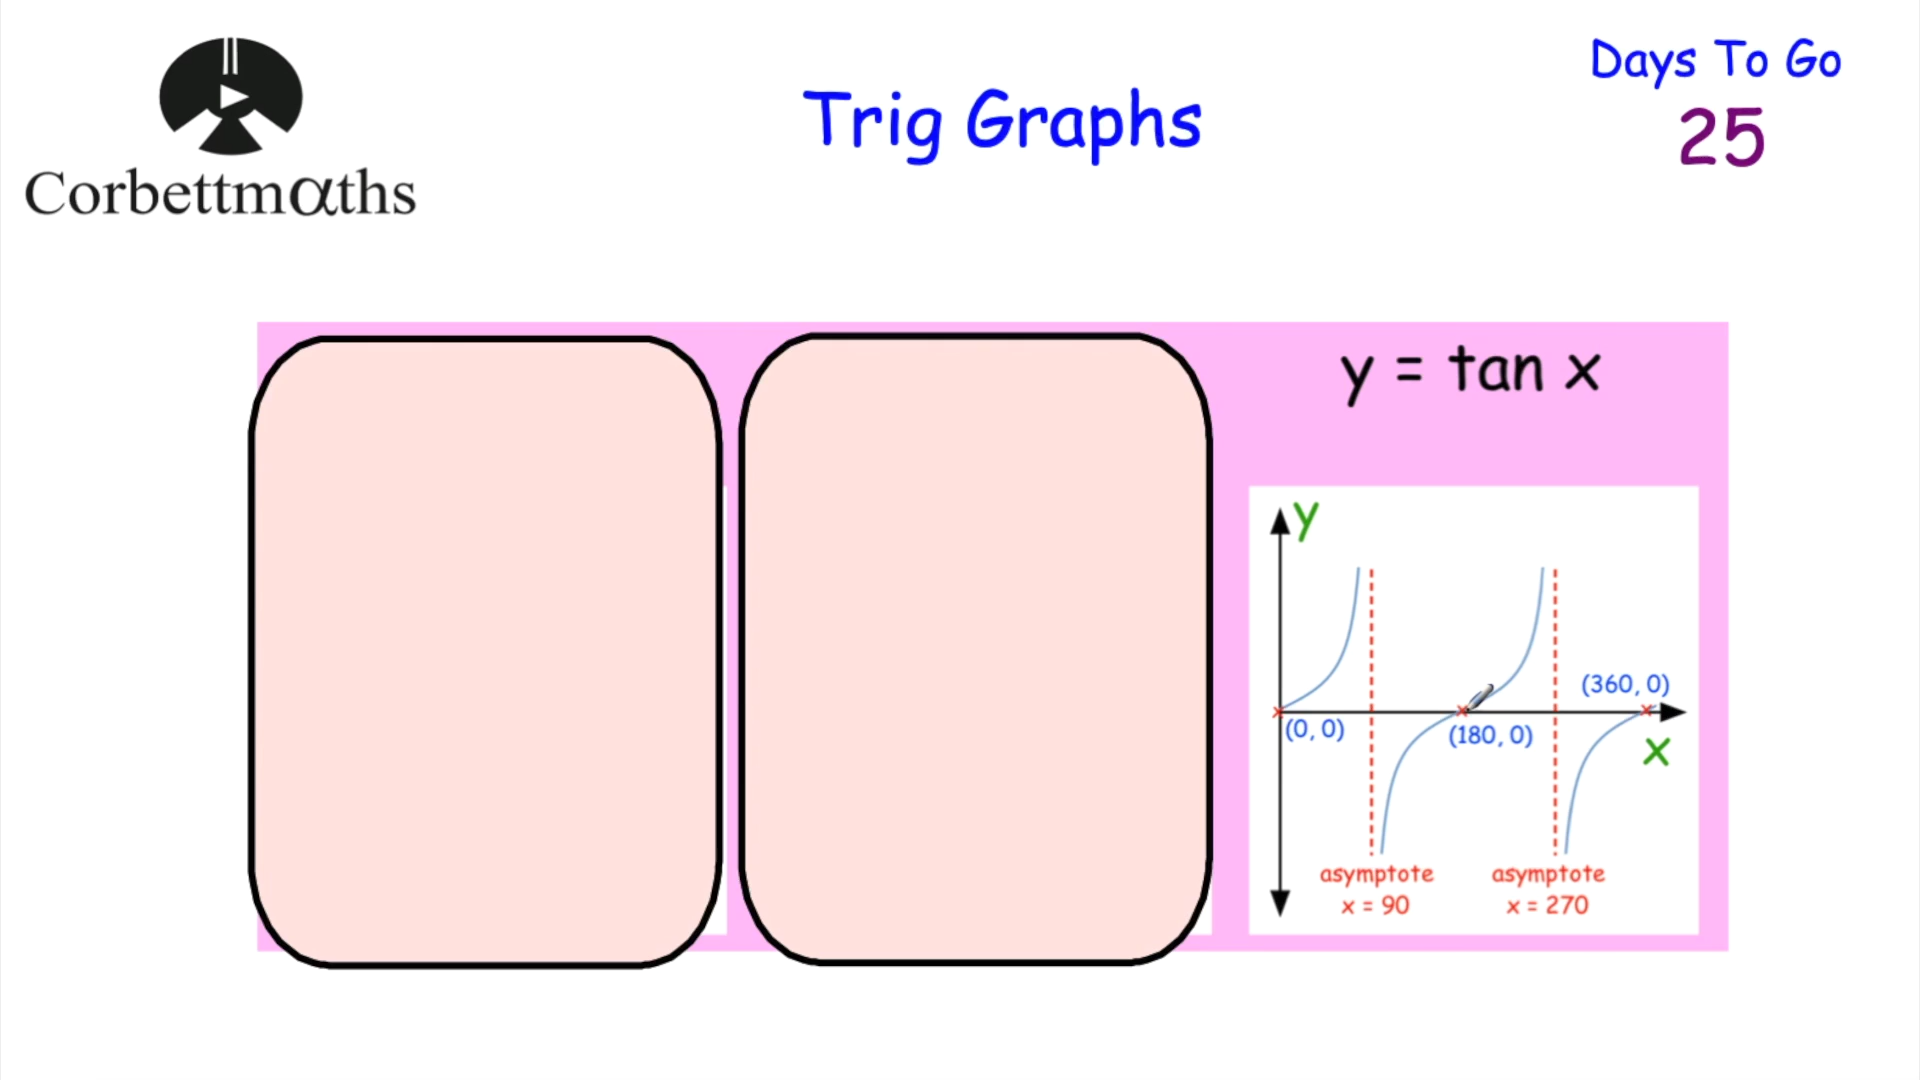 Corbettmαths
Trig Graphs
Days To Go
25
y = tan x
y
(360, 0)
(0, 0)
(180, 0)
x
asymptote
x = 90
asymptote
x = 270